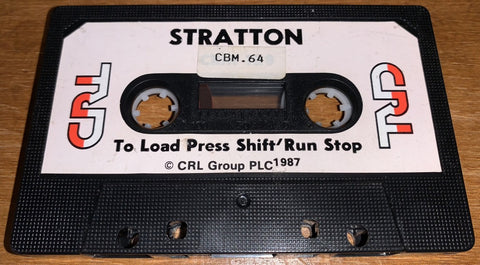 STRATTON
CBM.64
CRL
CRL
To Load Press Shift/Run Stop
© CRL Group PLC 1987